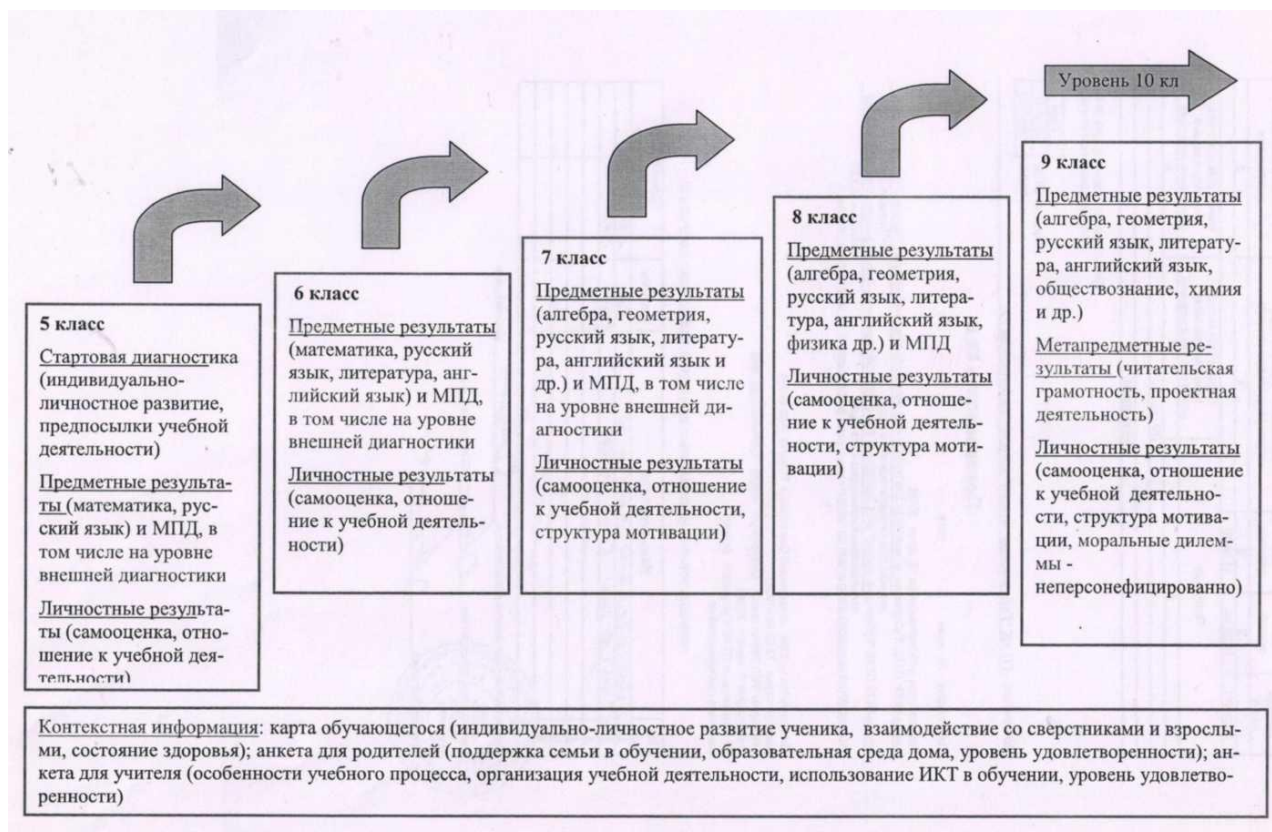 5 класс
Стартовая диагностика
(индивидуально-
личностное развитие,
предпосылки учебной
деятельности)
Предметные результа-
ты (математика, рус-
ский язык) и МПД, в
том числе на уровне
внешней диагностики
Личностные результа-
ты (самооценка, отно-
шение к учебной дея-
тельности)
6 класс
Предметные результаты
(математика, русский
язык, литература, анг-
лийский язык) и МПД,
в том числе на уровне
внешней диагностики
Личностные результаты
(самооценка, отноше-
ние к учебной деятель-
ности)
7 класс
Предметные результаты
(алгебра, геометрия,
русский язык, литерату-
ра, английский язык и
др.) и МПД, в том числе
на уровне внешней ди-
агностики
Личностные результаты
(самооценка, отношение
к учебной деятельности,
структура мотивации)
8 класс
Предметные результаты
(алгебра, геометрия,
русский язык, литера-
тура, английский язык,
физика др.) и МПД
Личностные результаты
(самооценка, отноше-
ние к учебной деятель-
ности, структура моти-
вации)
Уровень 10 кл
9 класс
Предметные результаты
(алгебра, геометрия,
русский язык, литерату-
ра, английский язык,
обществознание, химия
и др.)
Метапредметные ре-
зультаты (читательская
грамотность, проектная
деятельность)
Личностные результаты
(самооценка, отношение
к учебной деятельно-
сти, структура мотива-
ции, моральные дилем-
мы -
неперсонефицированно)
Контекстная информация: карта обучающегося (индивидуально-личностное развитие ученика, взаимодействие со сверстниками и взрослы-
ми, состояние здоровья); анкета для родителей (поддержка семьи в обучении, образовательная среда дома, уровень удовлетворенности); ан-
кета для учителя (особенности учебного процесса, организация учебной деятельности, использование ИКТ в обучении, уровень удовлетво-
ренности)